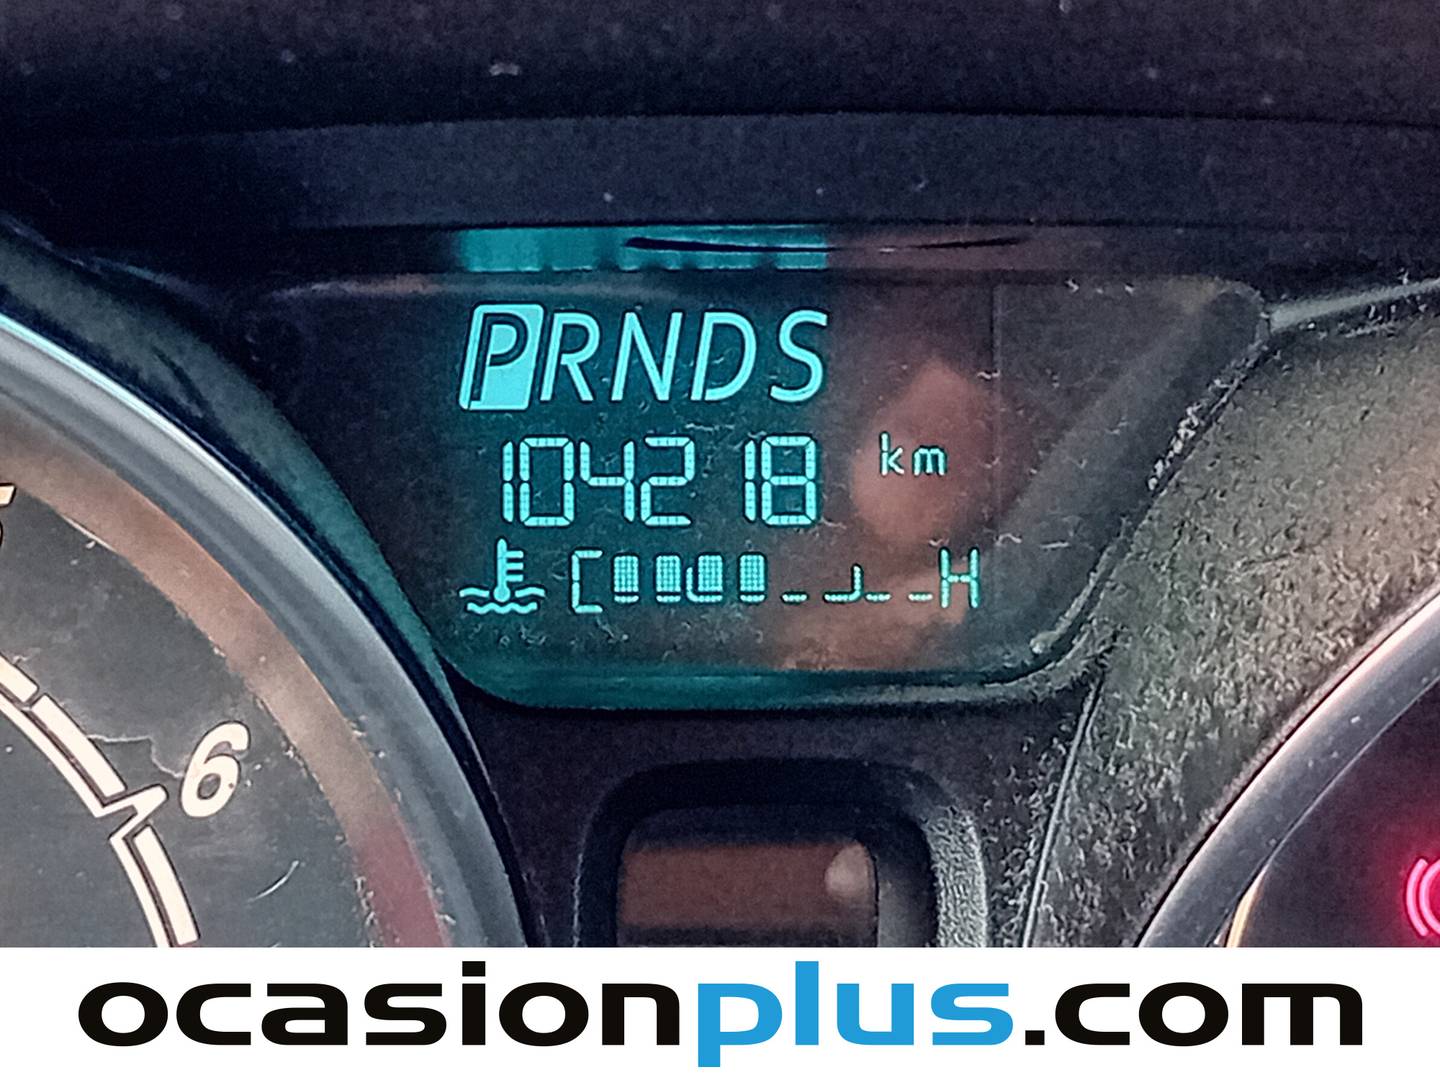 PRNDS
104218 km
C H
6
ocasionplus.com